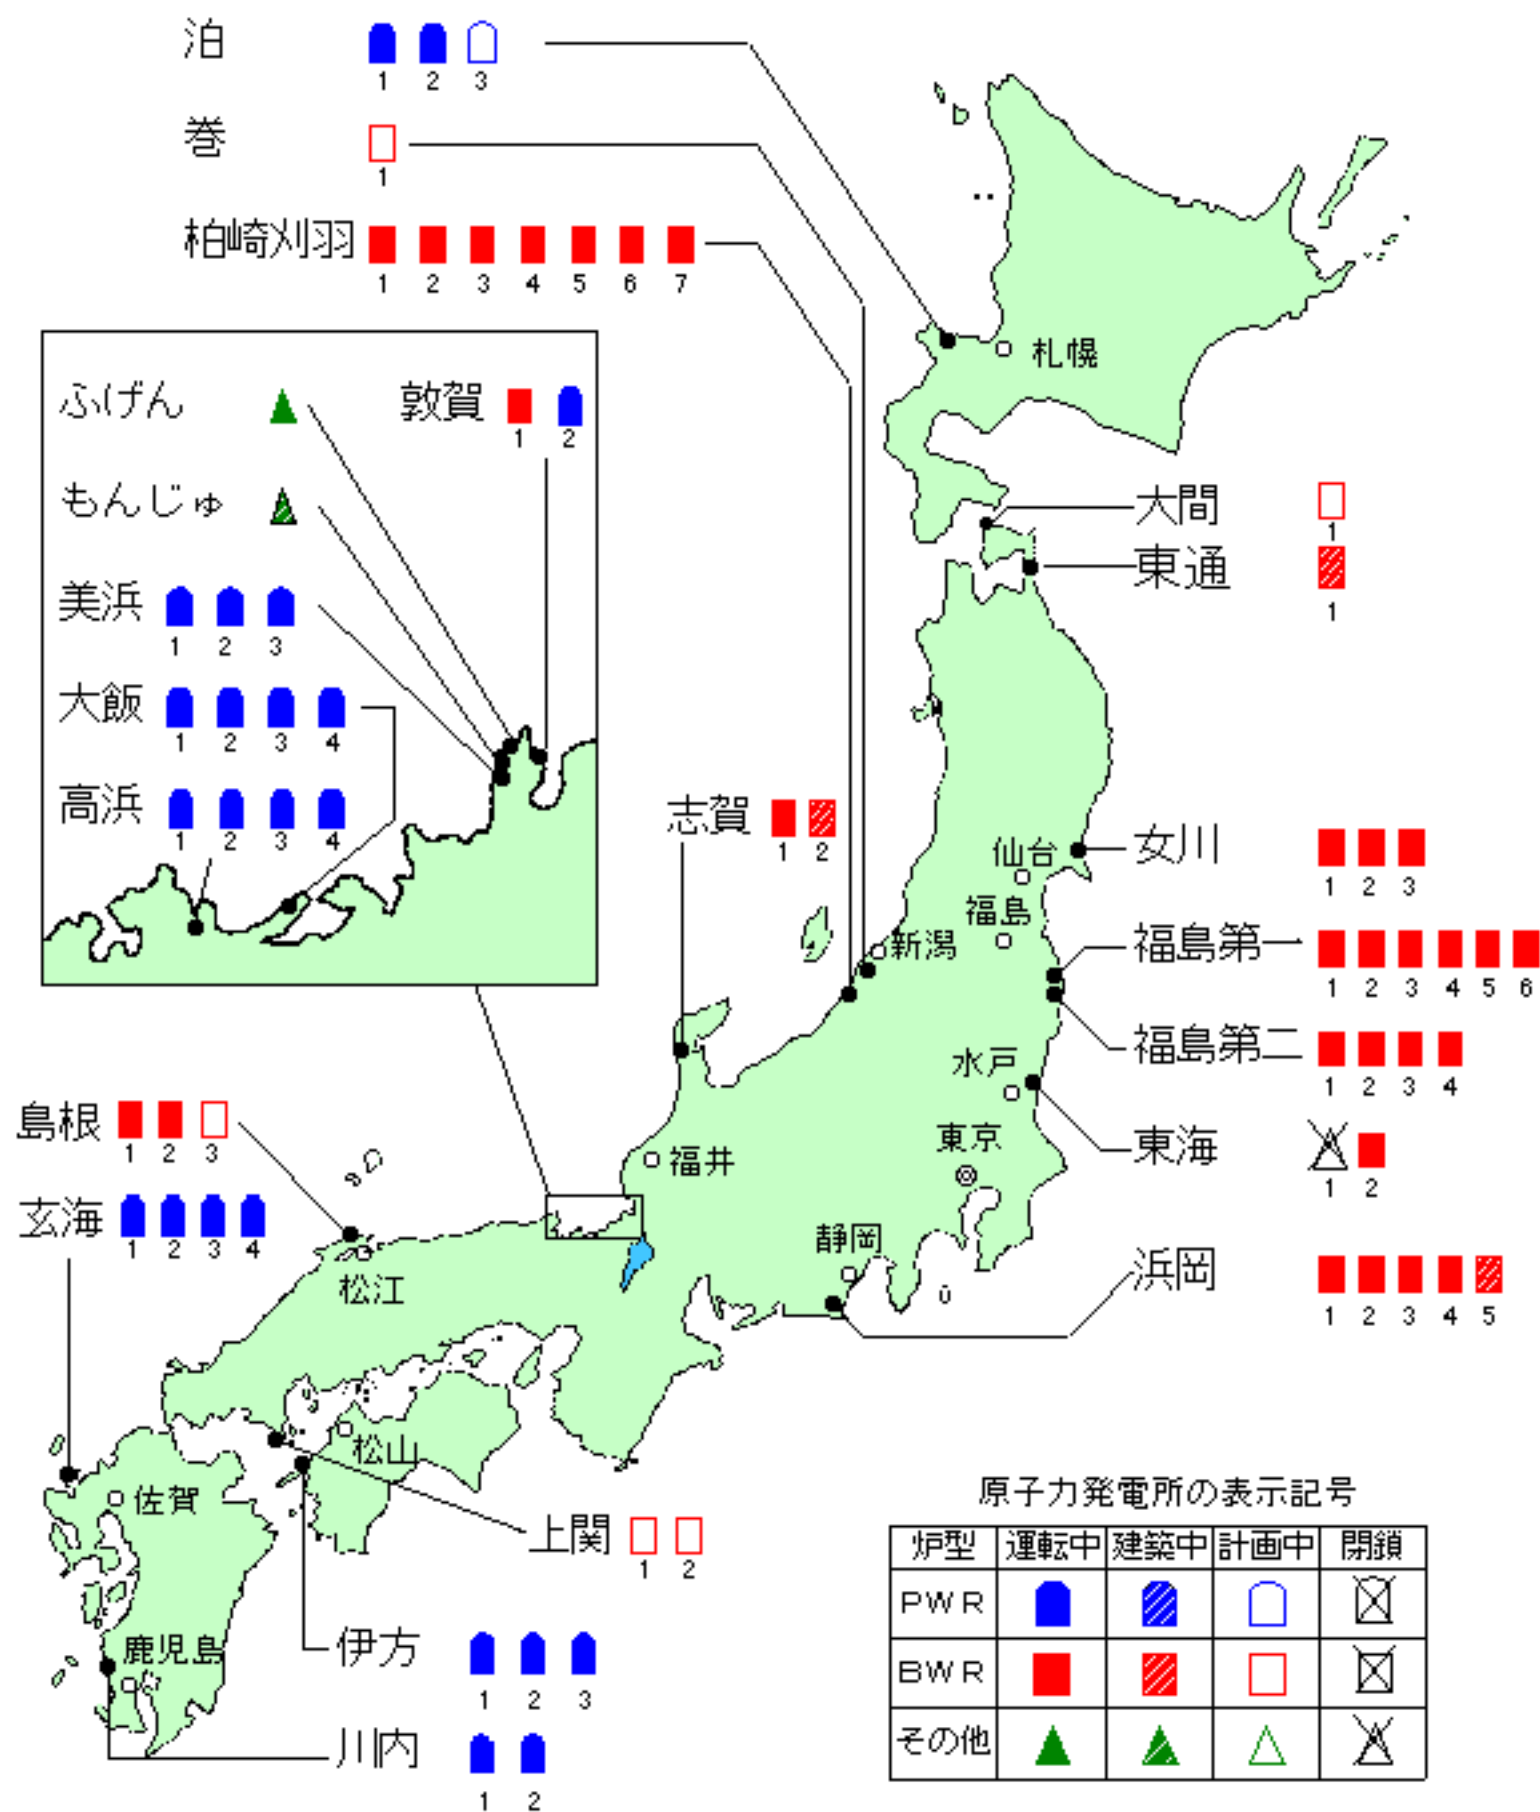 泊
1 2 3
巻
1
柏崎刈羽
1 2 3 4 5 6 7
ふげん
敦賀
1 2
もんじゅ
美浜
1 2 3
大飯
1 2 3 4
高浜
1 2 3 4
札幌
大間
1
東通
1
志賀
1 2
仙台
女川
1 2 3
福島
新潟
福島第一
1 2 3 4 5 6
福島第二
1 2 3 4
水戸
東海
1 2
東京
福井
静岡
浜岡
1 2 3 4 5
島根
1 2 3
玄海
1 2 3 4
松江
松山
佐賀
上関
1 2
鹿児島
伊方
1 2 3
川内
1 2
原子力発電所の表示記号
炉型 運転中 建築中 計画中 閉鎖
PWR
BWR
その他